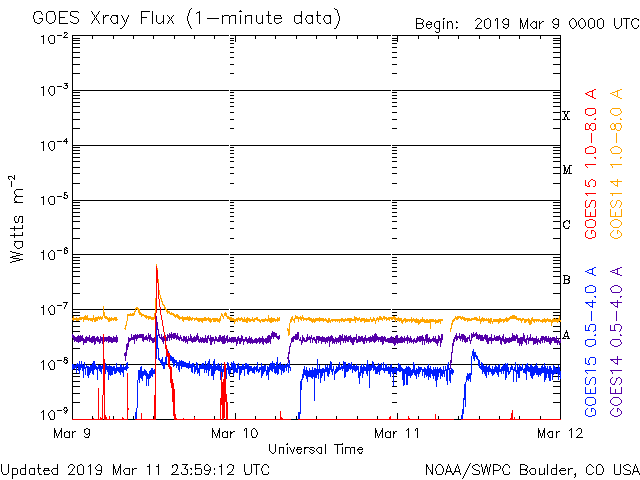 GOES Xray Flux (1-minute data)
Begin: 2019 Mar 9 0000 UTC
Watts m⁻²
10⁻²
10⁻³
10⁻⁴
10⁻⁵
10⁻⁶
10⁻⁷
10⁻⁸
10⁻⁹
X
M
C
B
A
GOES15 1.0-8.0 A
GOES14 1.0-8.0 A
GOES15 0.5-4.0 A
GOES14 0.5-4.0 A
Mar 9
Mar 10
Mar 11
Mar 12
Universal Time
Updated 2019 Mar 11 23:59:12 UTC
NOAA/SWPC Boulder, CO USA